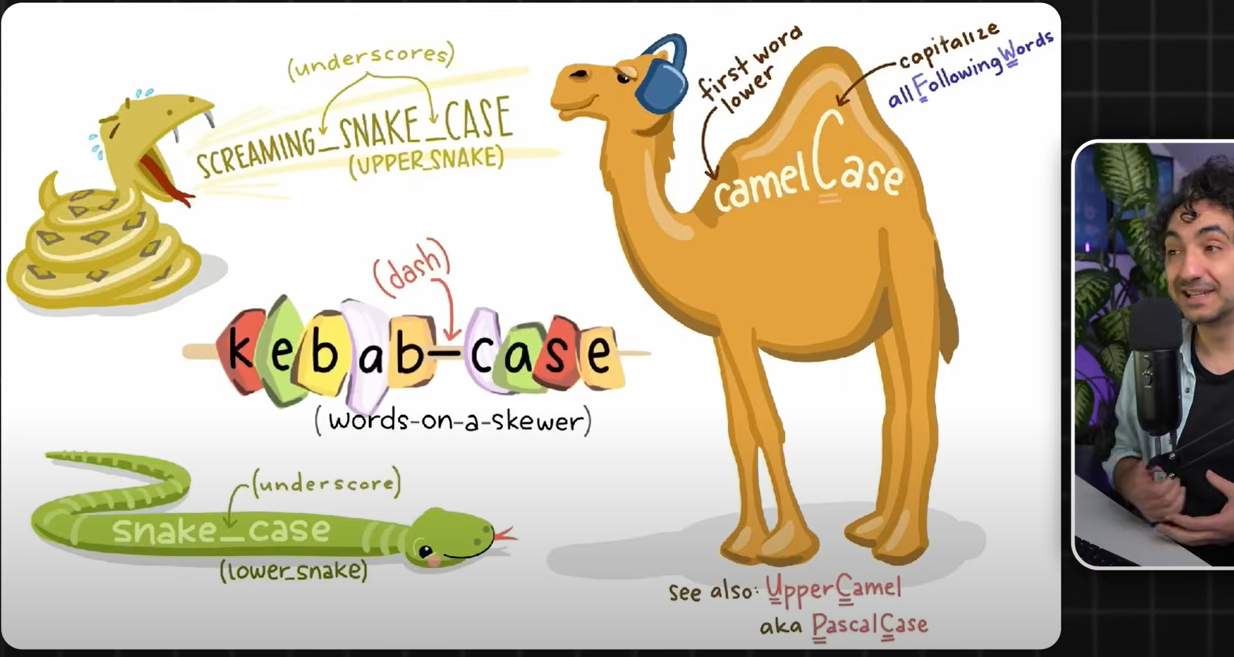 (underscores)
SCREAMING_SNAKE_CASE
(UPPER_SNAKE)
first word
lower
capitalize
allFollowingWords
camelCase
(dash)
kebab-case
(words-on-a-skewer)
(underscore)
snake_case
(lower_snake)
see also: UpperCamel
aka PascalCase